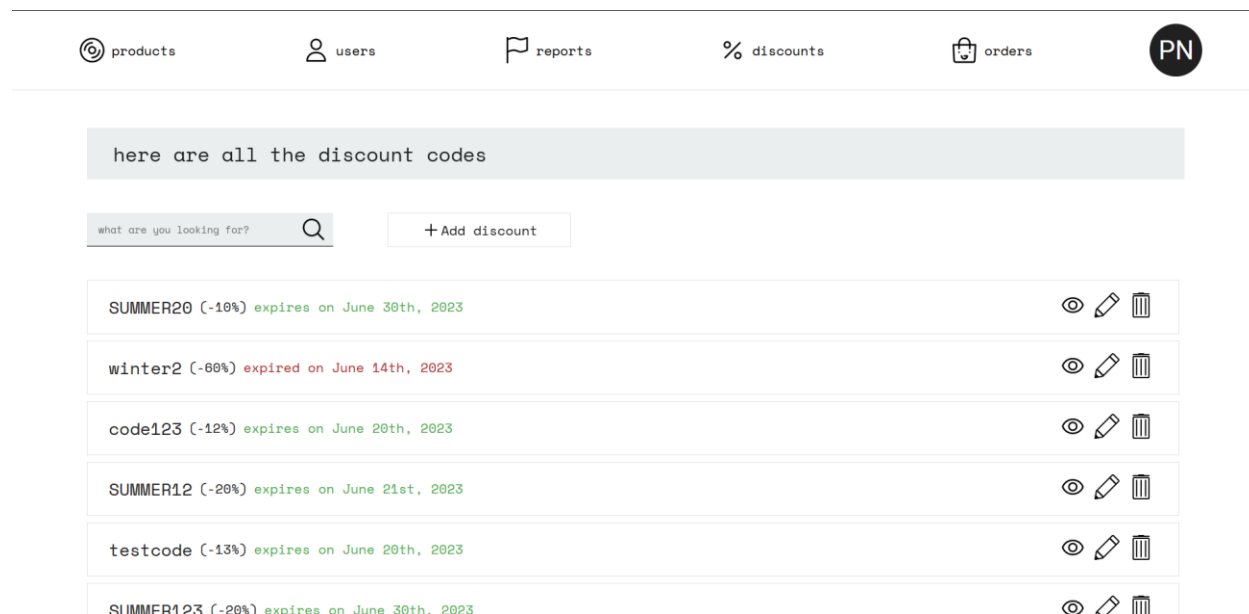 products users reports discounts orders PN
here are all the discount codes
what are you looking for? +Add discount
SUMMER20 (-10%) expires on June 30th, 2023
winter2 (-60%) expired on June 14th, 2023
code123 (-12%) expires on June 20th, 2023
SUMMER12 (-20%) expires on June 21st, 2023
testcode (-13%) expires on June 20th, 2023
SUMMER123 (-20%) expires on June 30th, 2023